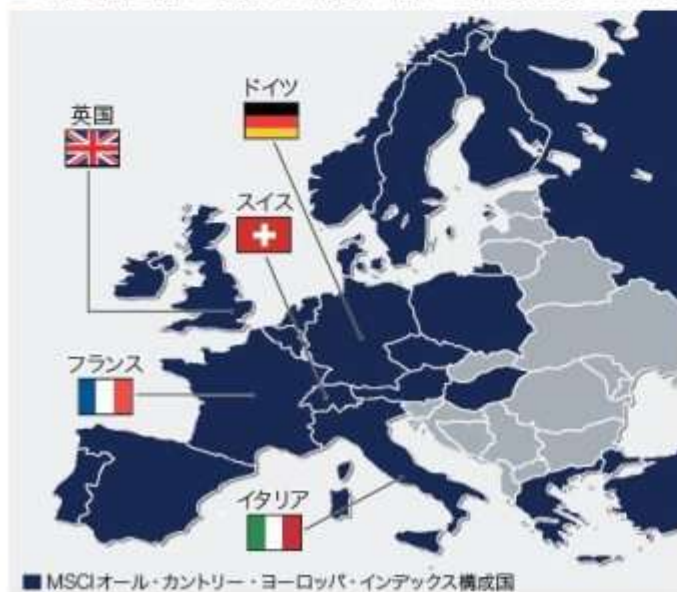 ドイツ
英国
スイス
フランス
イタリア
■ MSCIオール・カントリー・ヨーロッパ・インデックス構成国